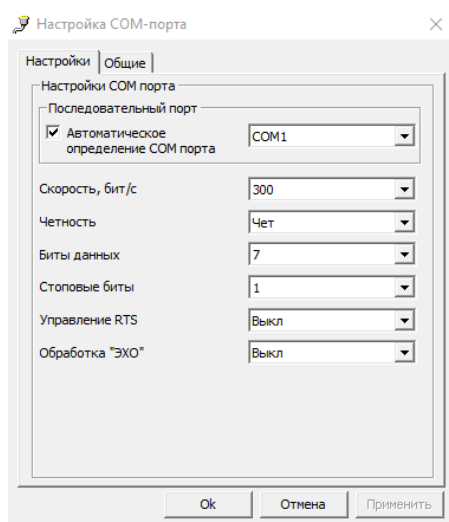 Настройка COM-порта
Настройки Общие
Настройки COM порта
Последовательный порт
Автоматическое
определение COM порта
COM1
Скорость, бит/с 300
Четность Чет
Биты данных 7
Стоповые биты 1
Управление RTS Выкл
Обработка "ЭХО" Выкл
Ok Отмена Применить